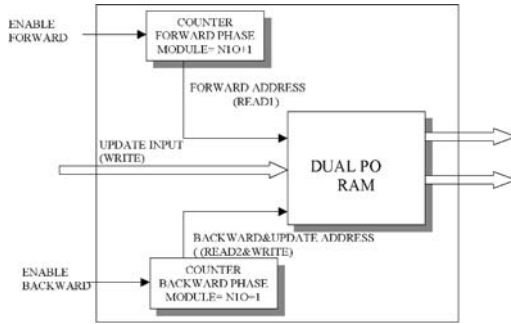 ENABLE
FORWARD
COUNTER
FORWARD PHASE
MODULE= N1O+1
FORWARD ADDRESS
(READ1)
UPDATE INPUT
(WRITE)
DUAL PO
RAM
BACKWARD&UPDATE ADDRESS
( (READ2&WRITE)
ENABLE
BACKWARD
COUNTER
BACKWARD PHASE
MODULE= N1O=1